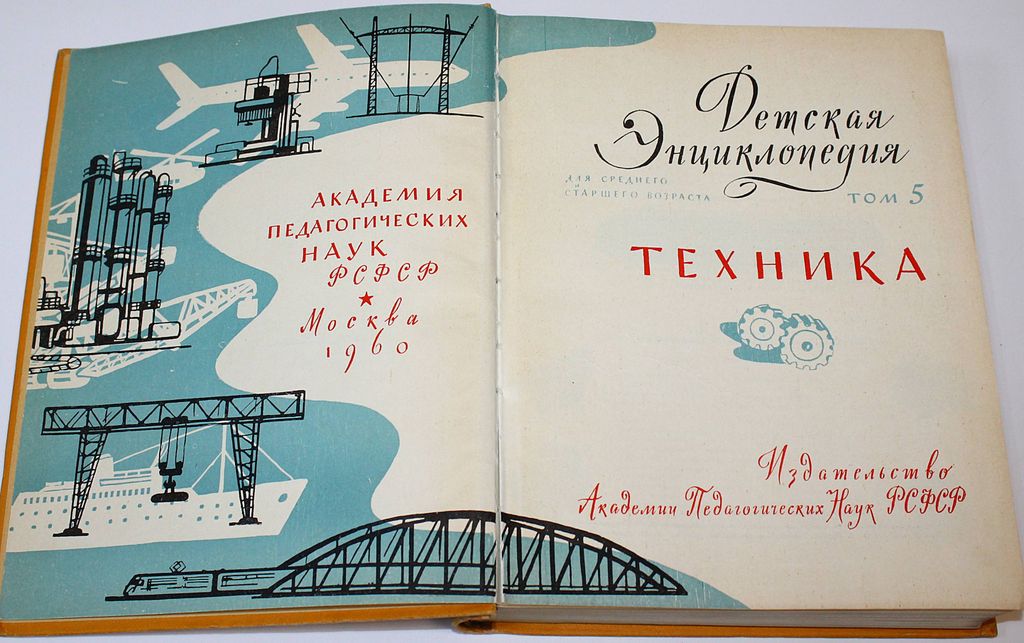 АКАДЕМИЯ
ПЕДАГОГИЧЕСКИХ
НАУК
РСФСР
Москва
1960
Детская
Энциклопедия
ДЛЯ СРЕДНЕГО
И
СТАРШЕГО ВОЗРАСТА
ТОМ 5
ТЕХНИКА
Издательство
Академии Педагогических Наук РСФСР